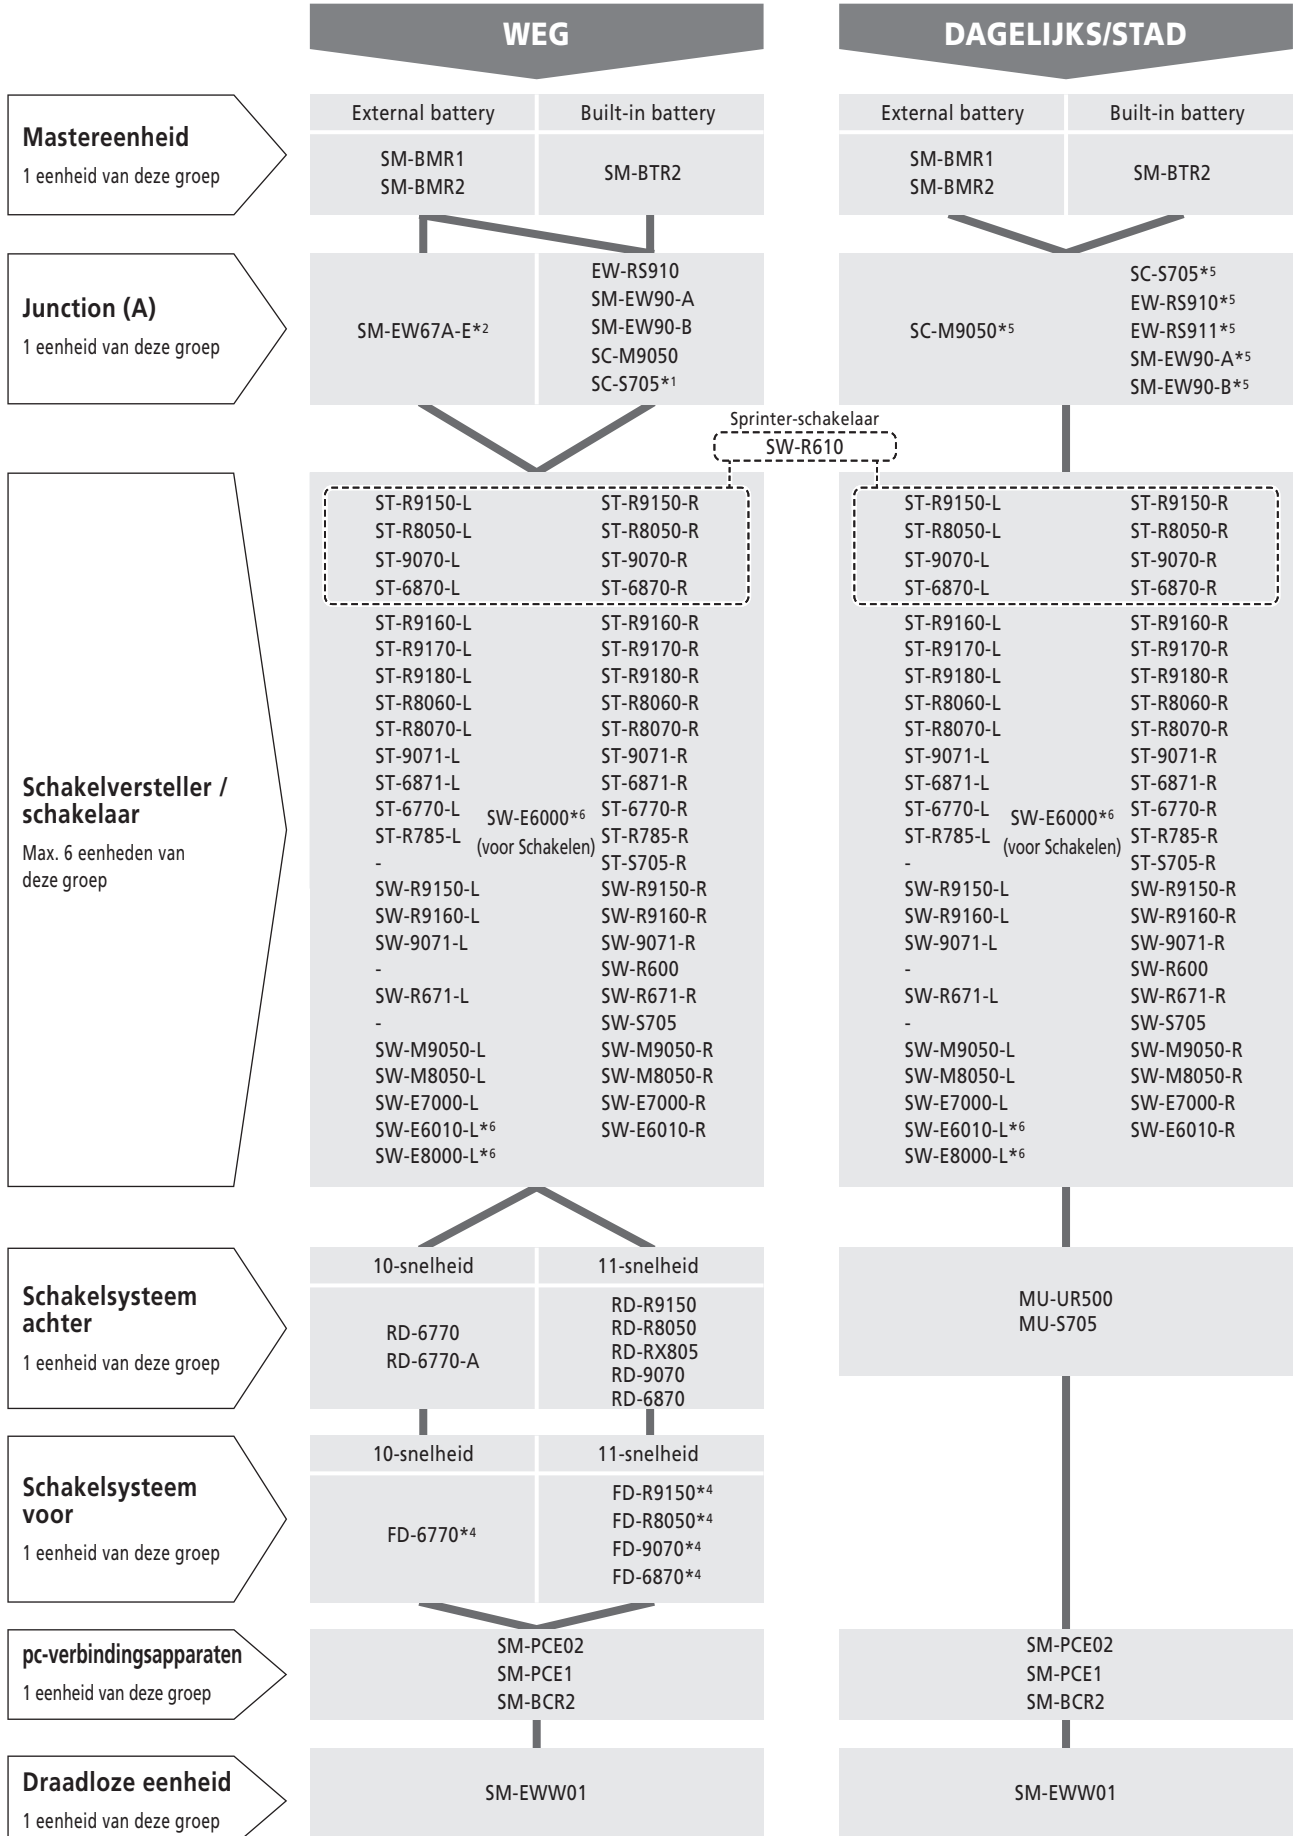 WEG
DAGELIJKS/STAD
Mastereenheid
1 eenheid van deze groep
External battery
Built-in battery
SM-BMR1
SM-BMR2
SM-BTR2
External battery
Built-in battery
SM-BMR1
SM-BMR2
SM-BTR2
Junction (A)
1 eenheid van deze groep
SM-EW67A-E*2
EW-RS910
SM-EW90-A
SM-EW90-B
SC-M9050
SC-S705*1
SC-M9050*5
SC-S705*5
EW-RS910*5
EW-RS911*5
SM-EW90-A*5
SM-EW90-B*5
Sprinter-schakelaar
SW-R610
Schakelversteller /
schakelaar
Max. 6 eenheden van
deze groep
ST-R9150-L
ST-R8050-L
ST-9070-L
ST-6870-L
ST-R9160-L
ST-R9170-L
ST-R9180-L
ST-R8060-L
ST-R8070-L
ST-9071-L
ST-6871-L
ST-6770-L
ST-R785-L
-
SW-R9150-L
SW-R9160-L
SW-9071-L
-
SW-R671-L
-
SW-M9050-L
SW-M8050-L
SW-E7000-L
SW-E6010-L*6
SW-E8000-L*6
SW-E6000*6
(voor Schakelen)
ST-R9150-R
ST-R8050-R
ST-9070-R
ST-6870-R
ST-R9160-R
ST-R9170-R
ST-R9180-R
ST-R8060-R
ST-R8070-R
ST-9071-R
ST-6871-R
ST-6770-R
ST-R785-R
ST-S705-R
SW-R9150-R
SW-R9160-R
SW-9071-R
SW-R600
SW-R671-R
SW-S705
SW-M9050-R
SW-M8050-R
SW-E7000-R
SW-E6010-R
ST-R9150-L
ST-R8050-L
ST-9070-L
ST-6870-L
ST-R9160-L
ST-R9170-L
ST-R9180-L
ST-R8060-L
ST-R8070-L
ST-9071-L
ST-6871-L
ST-6770-L
ST-R785-L
-
SW-R9150-L
SW-R9160-L
SW-9071-L
-
SW-R671-L
-
SW-M9050-L
SW-M8050-L
SW-E7000-L
SW-E6010-L*6
SW-E8000-L*6
SW-E6000*6
(voor Schakelen)
ST-R9150-R
ST-R8050-R
ST-9070-R
ST-6870-R
ST-R9160-R
ST-R9170-R
ST-R9180-R
ST-R8060-R
ST-R8070-R
ST-9071-R
ST-6871-R
ST-6770-R
ST-R785-R
ST-S705-R
SW-R9150-R
SW-R9160-R
SW-9071-R
SW-R600
SW-R671-R
SW-S705
SW-M9050-R
SW-M8050-R
SW-E7000-R
SW-E6010-R
Schakelsysteem
achter
1 eenheid van deze groep
10-snelheid
11-snelheid
RD-6770
RD-6770-A
RD-R9150
RD-R8050
RD-RX805
RD-9070
RD-6870
MU-UR500
MU-S705
Schakelsysteem
voor
1 eenheid van deze groep
10-snelheid
11-snelheid
FD-6770*4
FD-R9150*4
FD-R8050*4
FD-9070*4
FD-6870*4
pc-verbindingsapparaten
1 eenheid van deze groep
SM-PCE02
SM-PCE1
SM-BCR2
SM-PCE02
SM-PCE1
SM-BCR2
Draadloze eenheid
1 eenheid van deze groep
SM-EWW01
SM-EWW01